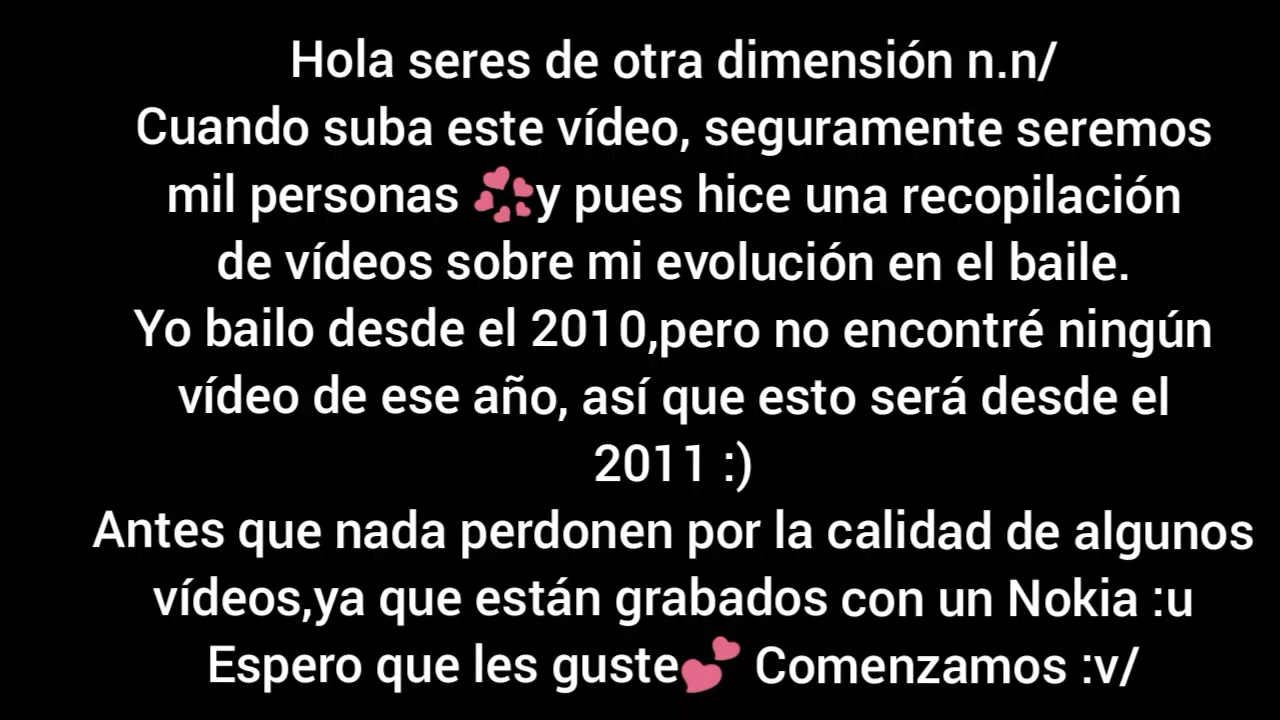 Hola seres de otra dimensión n.n/
Cuando suba este vídeo, seguramente seremos
mil personas 💞y pues hice una recopilación
de vídeos sobre mi evolución en el baile.
Yo bailo desde el 2010,pero no encontré ningún
vídeo de ese año, así que esto será desde el
2011 :)
Antes que nada perdonen por la calidad de algunos
vídeos,ya que están grabados con un Nokia :u
Espero que les guste💕 Comenzamos :v/